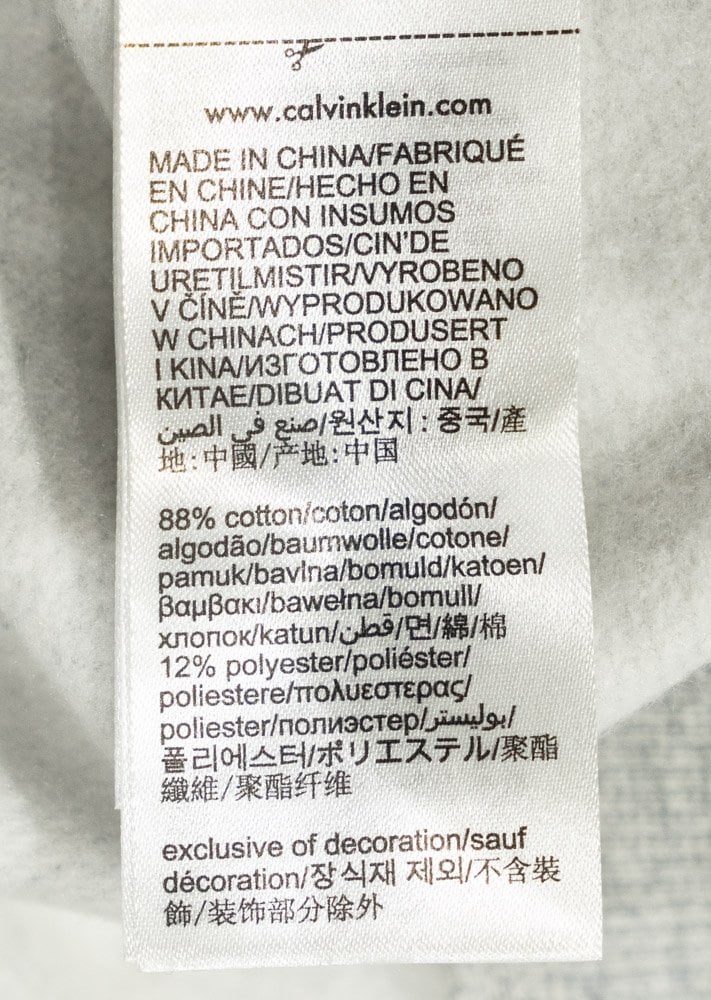 www.calvinklein.com
MADE IN CHINA/FABRIQUÉ
EN CHINE/HECHO EN
CHINA CON INSUMOS
IMPORTADOS/CIN'DE
URETILMISTIR/VYROBENO
V ČÍNĚ/WYPRODUKOWANO
W CHINACH/PRODUSERT
I KINA/ИЗГОТОВЛЕНО В
КИТАЕ/DIBUAT DI CINA/
صنع في الصين/원산지 : 중국/產
地:中國/产地:中国
88% cotton/coton/algodón/
algodão/baumwolle/cotone/
pamuk/bavlna/bomuld/katoen/
βαμβακι/bawełna/bomull/
хлопок/katun/قطن/면/綿/棉
12% polyester/poliéster/
poliestere/πολυεστερας/
poliester/полиэстер/بوليستر/
폴리에스터/ポリエステル/聚酯
纖維/聚酯纤维
exclusive of decoration/sauf
décoration/장식재 제외/不含裝
飾/装饰部分除外